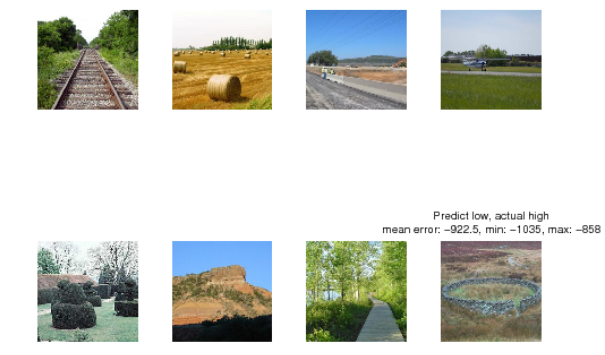 Predict low, actual high
mean error: −922.5, min: −1035, max: −858